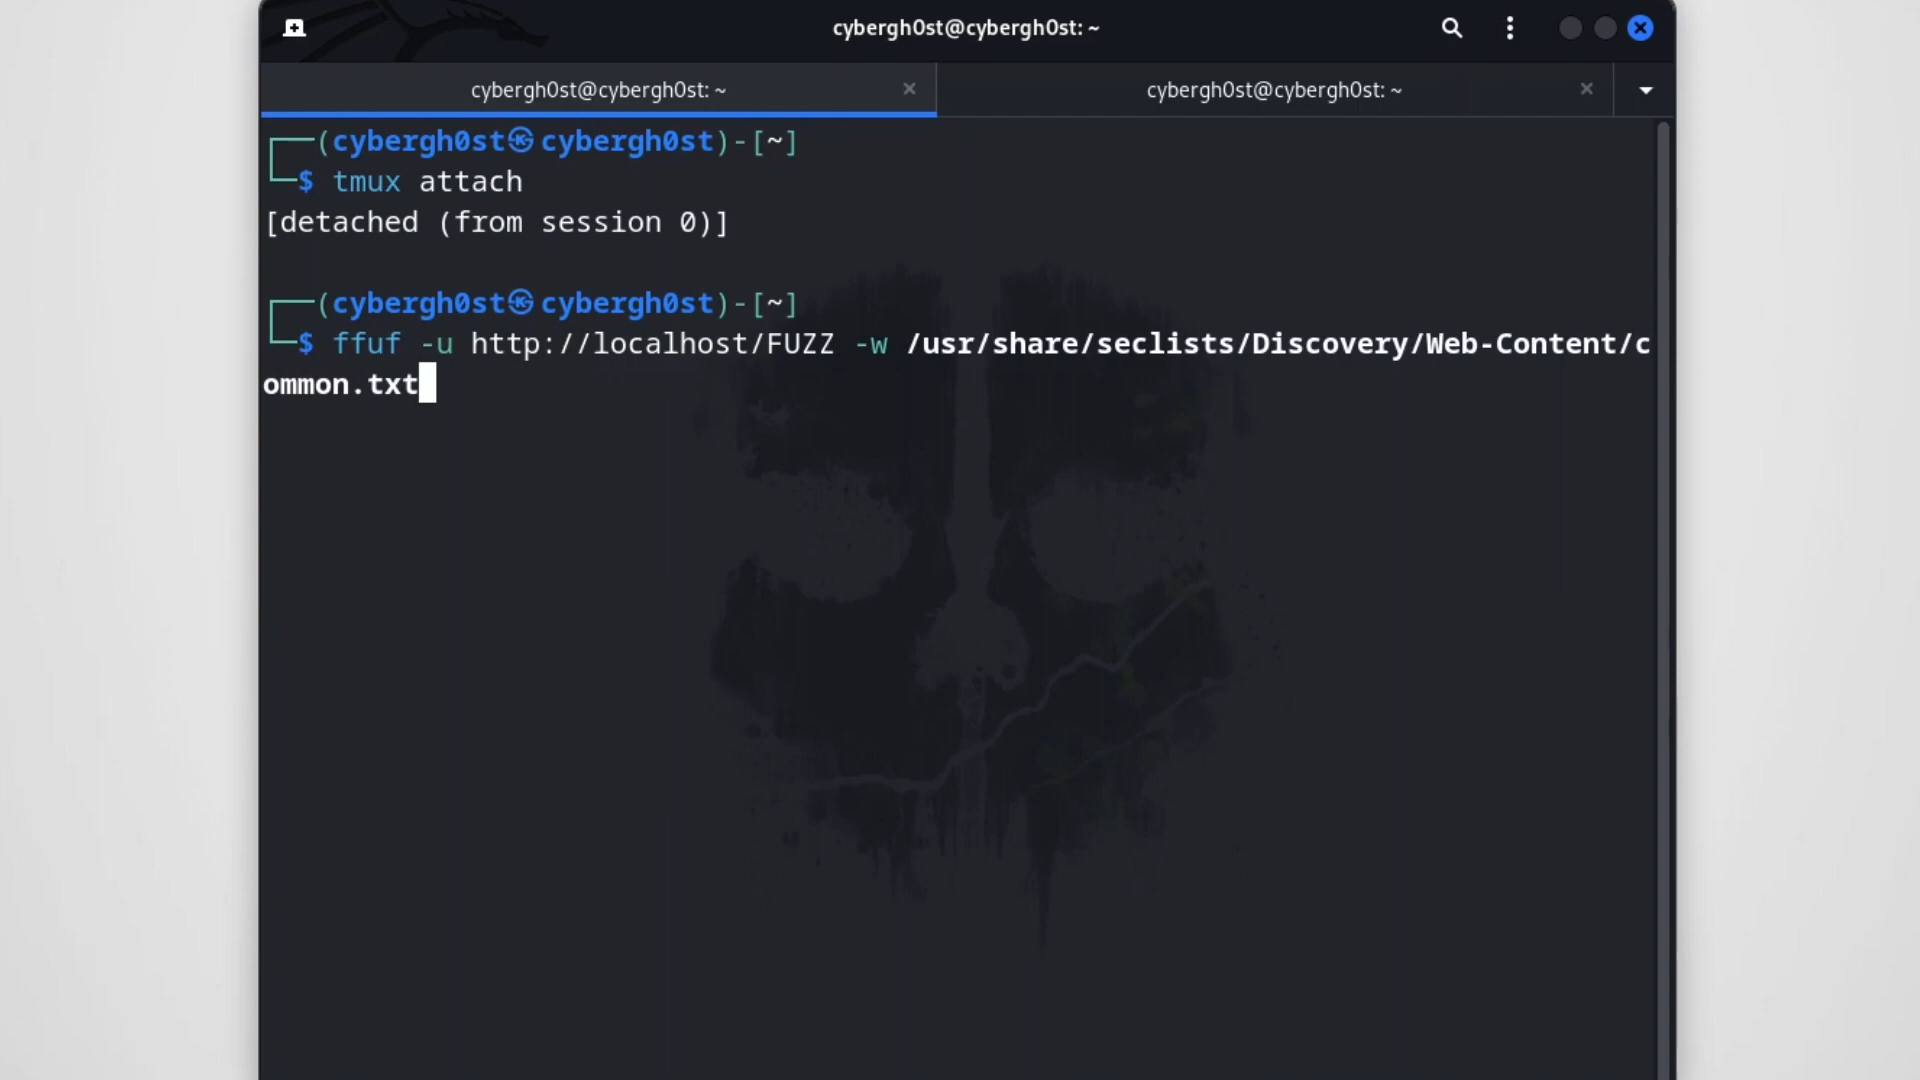 cybergh0st@cybergh0st: ~
cybergh0st@cybergh0st: ~
cybergh0st@cybergh0st: ~
┌──(cybergh0st㉿cybergh0st)-[~]
└─$ tmux attach
[detached (from session 0)]
┌──(cybergh0st㉿cybergh0st)-[~]
└─$ ffuf -u http://localhost/FUZZ -w /usr/share/seclists/Discovery/Web-Content/c
ommon.txt